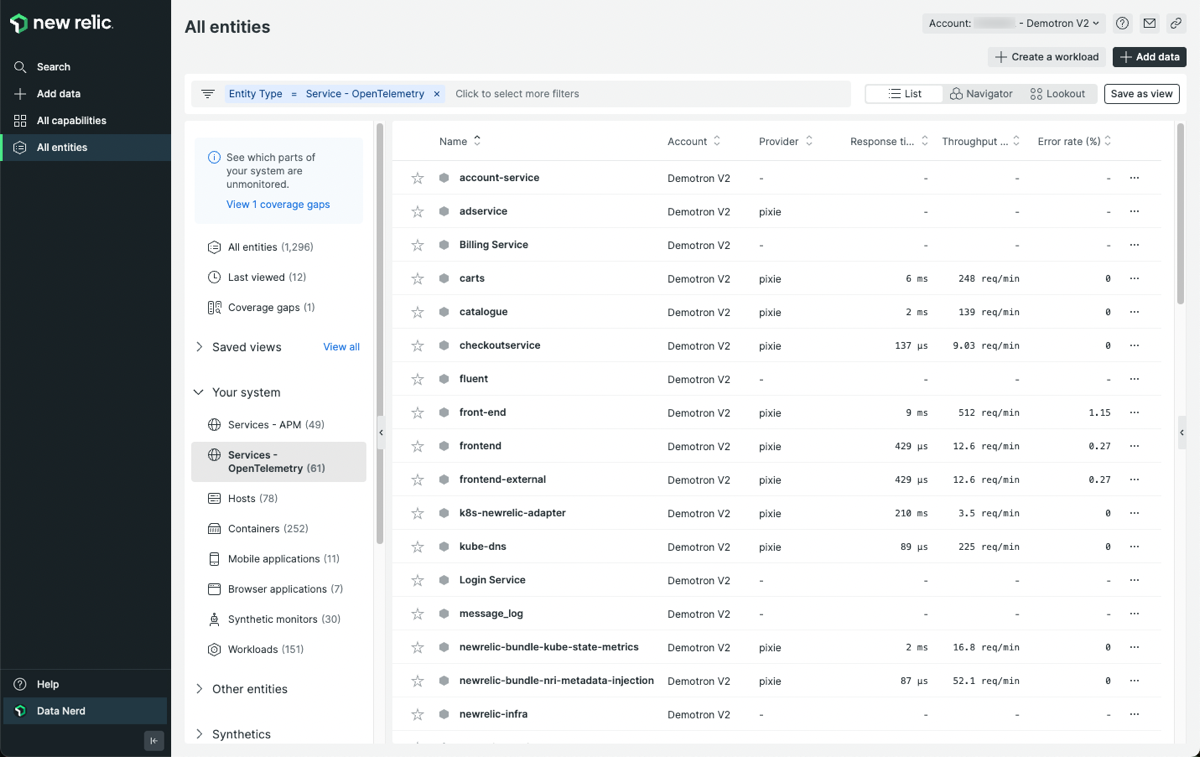 new relic.
Search
Add data
All capabilities
All entities
Help
Data Nerd
All entities
Account: - Demotron V2
Create a workload
Add data
Entity Type = Service - OpenTelemetry ×
Click to select more filters
List
Navigator
Lookout
Save as view
See which parts of
your system are
unmonitored.
View 1 coverage gaps
All entities (1,296)
Last viewed (12)
Coverage gaps (1)
Saved views View all
Your system
Services - APM (49)
Services -
OpenTelemetry (61)
Hosts (78)
Containers (252)
Mobile applications (11)
Browser applications (7)
Synthetic monitors (30)
Workloads (151)
Other entities
Synthetics
Name Account Provider Response ti... Throughput ... Error rate (%)
account-service Demotron V2 - - - - ...
adservice Demotron V2 pixie - - - ...
Billing Service Demotron V2 - - - - ...
carts Demotron V2 pixie 6 ms 248 req/min 0 ...
catalogue Demotron V2 pixie 2 ms 139 req/min 0 ...
checkoutservice Demotron V2 pixie 137 µs 9.03 req/min 0 ...
fluent Demotron V2 - - - - ...
front-end Demotron V2 pixie 9 ms 512 req/min 1.15 ...
frontend Demotron V2 pixie 429 µs 12.6 req/min 0.27 ...
frontend-external Demotron V2 pixie 429 µs 12.6 req/min 0.27 ...
k8s-newrelic-adapter Demotron V2 pixie 210 ms 3.5 req/min 0 ...
kube-dns Demotron V2 pixie 89 µs 225 req/min 0 ...
Login Service Demotron V2 - - - - ...
message_log Demotron V2 - - - - ...
newrelic-bundle-kube-state-metrics Demotron V2 pixie 2 ms 16.8 req/min 0 ...
newrelic-bundle-nri-metadata-injection Demotron V2 pixie 87 µs 52.1 req/min 0 ...
newrelic-infra Demotron V2 - - - - ...